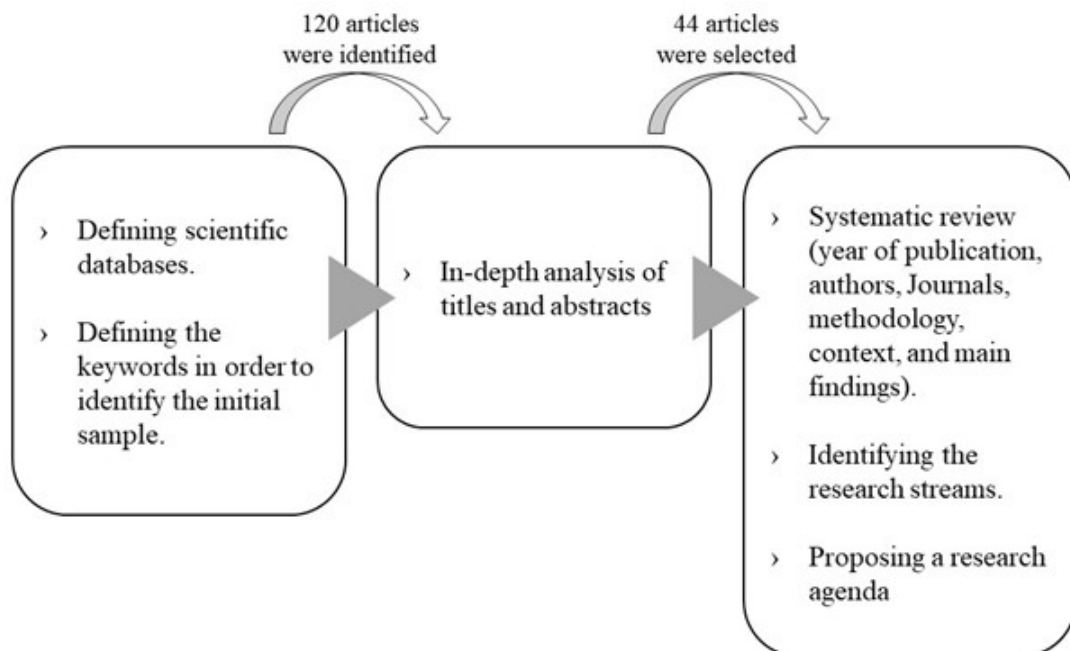 120 articles
were identified
44 articles
were selected
› Defining scientific
databases.
› Defining the
keywords in order to
identify the initial
sample.
› In-depth analysis of
titles and abstracts
› Systematic review
(year of publication,
authors, Journals,
methodology,
context, and main
findings).
› Identifying the
research streams.
› Proposing a research
agenda